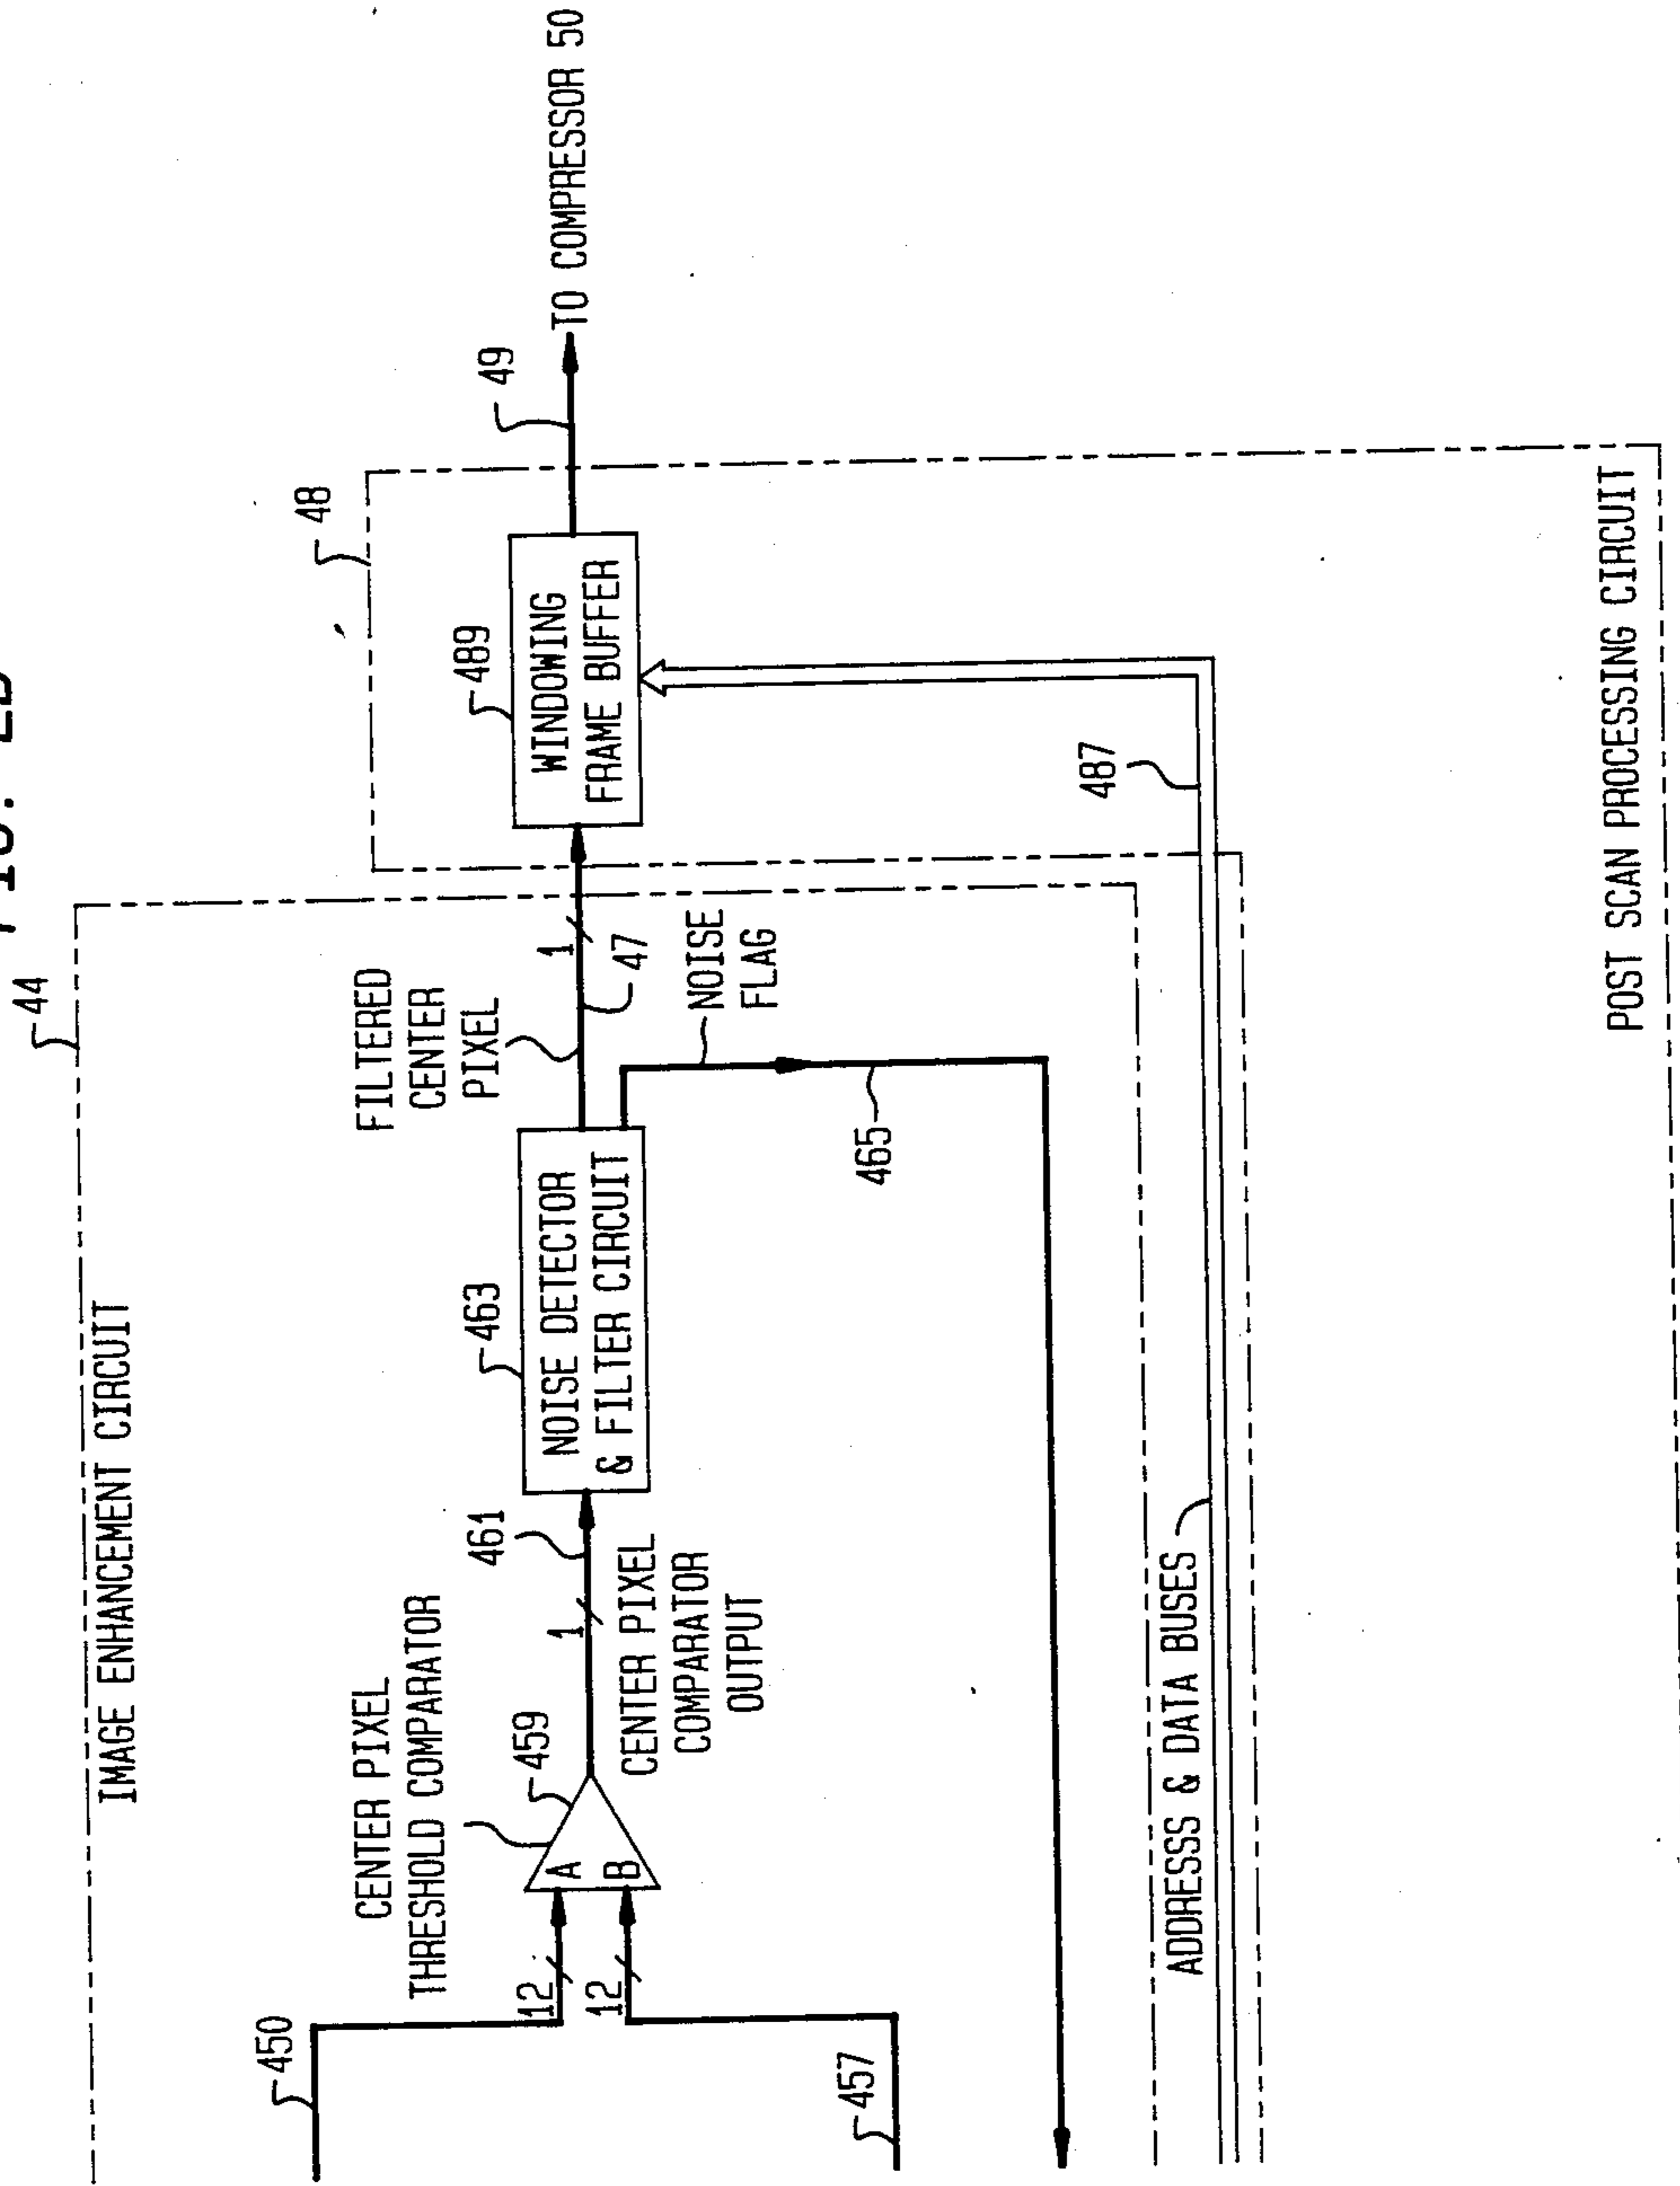 44
IMAGE ENHANCEMENT CIRCUIT
450
CENTER PIXEL
THRESHOLD COMPARATOR
459
12
12
A
B
457
1
461
CENTER PIXEL
COMPARATOR
OUTPUT
463
NOISE DETECTOR
& FILTER CIRCUIT
FILTERED
CENTER
PIXEL
1
47
NOISE
FLAG
465
48
489
WINDOWING
FRAME BUFFER
49
TO COMPRESSOR 50
487
ADDRESSS & DATA BUSES
POST SCAN PROCESSING CIRCUIT